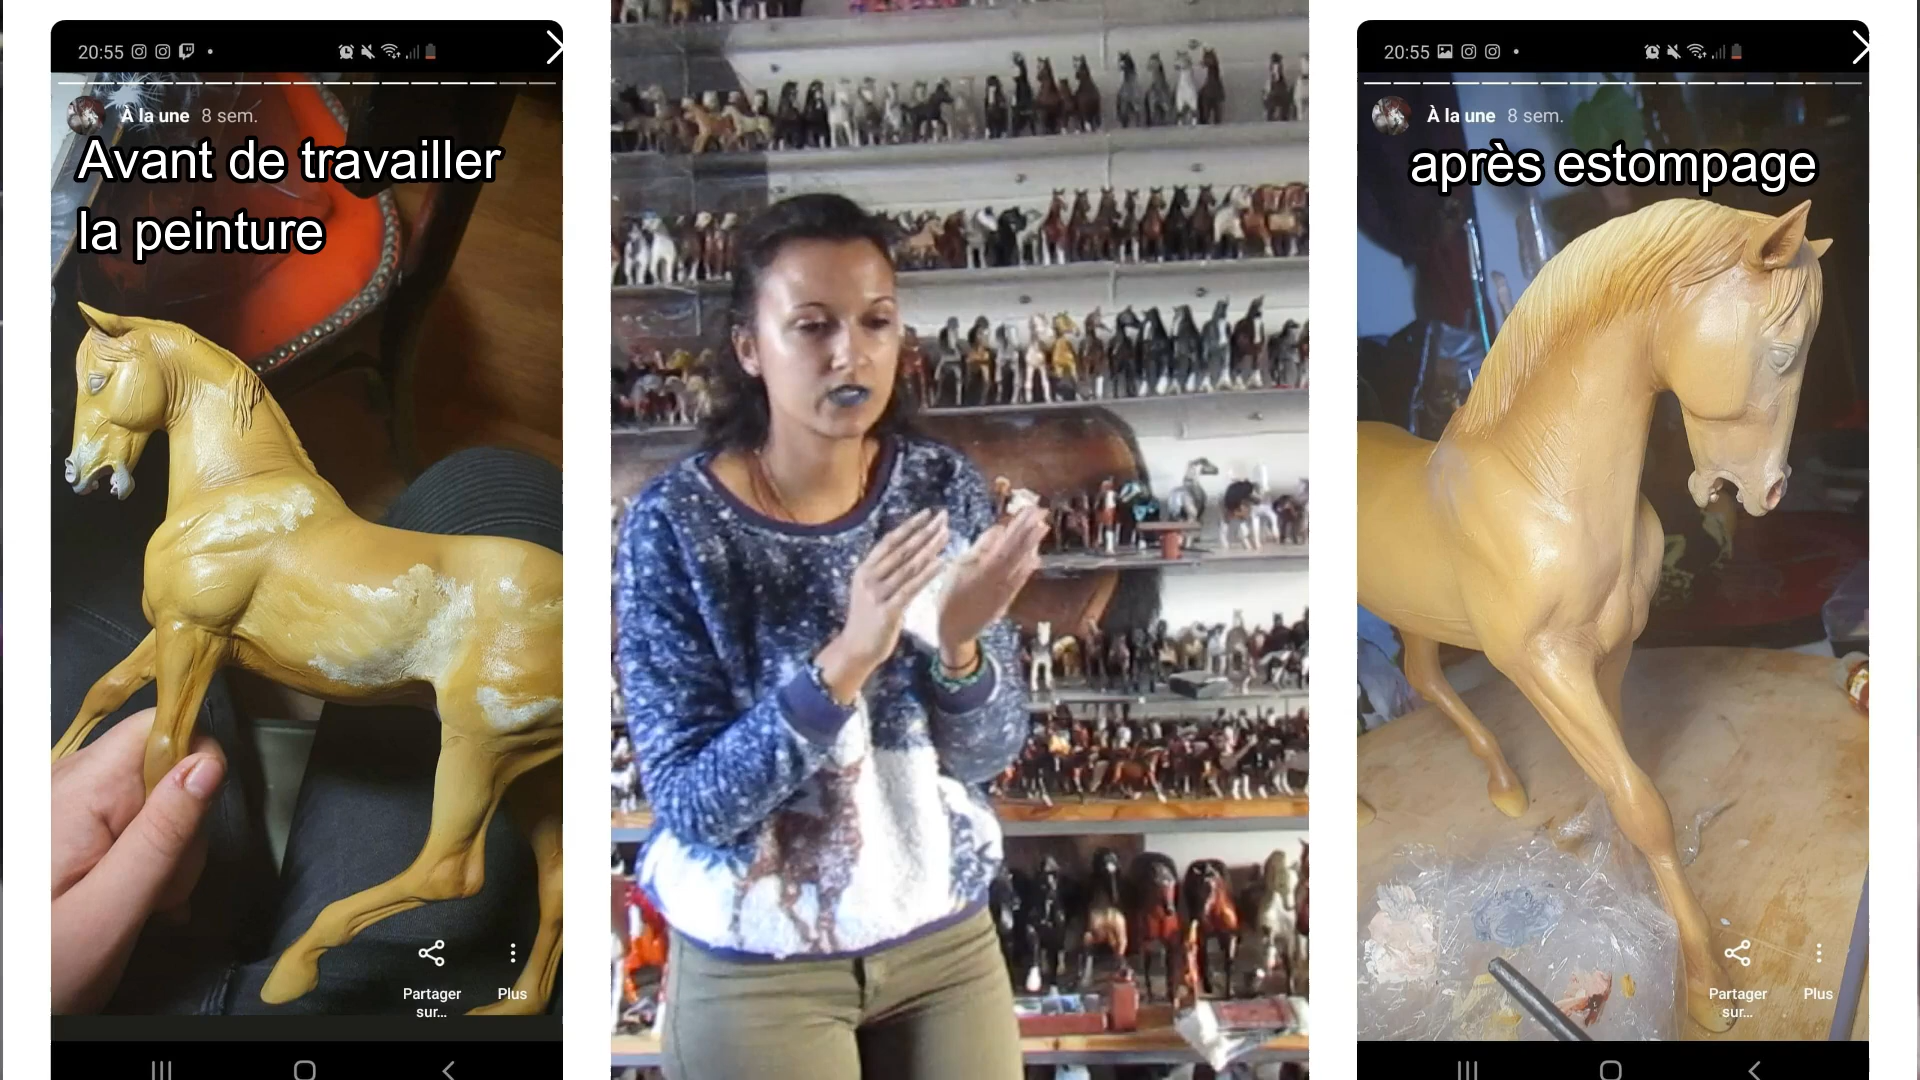 20:55
À la une 8 sem.
Avant de travailler
la peinture
Partager
sur...
Plus
20:55
À la une 8 sem.
après estompage
Partager
sur...
Plus